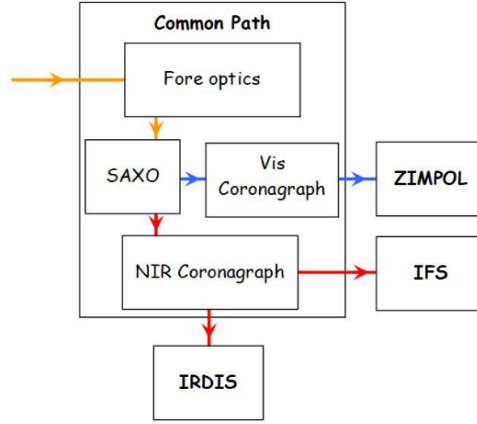 Common Path
Fore optics
SAXO
Vis
Coronagraph
ZIMPOL
NIR Coronagraph
IFS
IRDIS